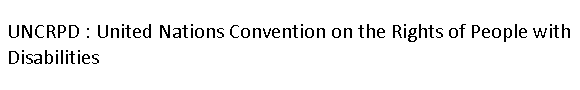 UNCRPD : United Nations Convention on the Rights of People with
Disabilities